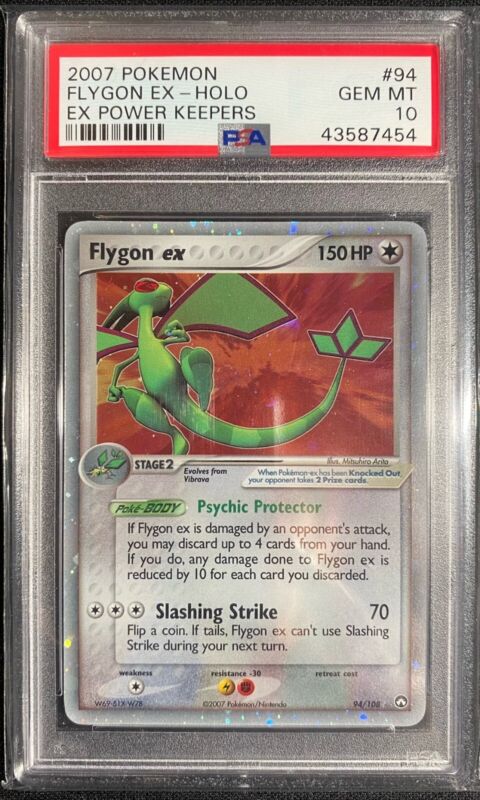 2007 POKEMON #94
FLYGON EX - HOLO GEM MT
EX POWER KEEPERS 10
PSA 43587454
Flygon ex 150 HP
Illus. Mitsuhiro Arita
STAGE2 Evolves from
Vibrava
When Pokémon-ex has been Knocked Out,
your opponent takes 2 Prize cards.
Poké-BODY Psychic Protector
If Flygon ex is damaged by an opponent's attack,
you may discard up to 4 cards from your hand.
If you do, any damage done to Flygon ex is
reduced by 10 for each card you discarded.
Slashing Strike 70
Flip a coin. If tails, Flygon ex can't use Slashing
Strike during your next turn.
weakness resistance -30 retreat cost
W69-61X-W78 ©2007 Pokémon/Nintendo 94/108